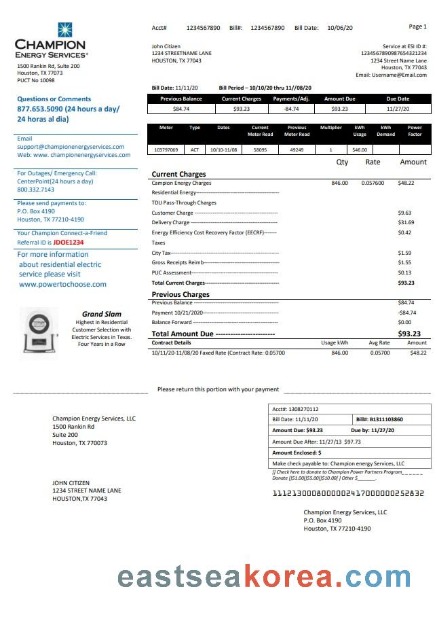 Acct# 1234567890 Bill#: 1234567890 Bill Date: 10/06/20 Page 1
CHAMPION
ENERGY SERVICES
1500 Rankin Rd, Suite 200
Houston, TX 77073
PUCT No 10098
John Citizen
1234 STREETNAME LANE
HOUSTON, TX 77043
Service as ESI ID #:
1234567890987654321234
1234 Street Name Lane
Houston, TX 77043
Email: Username@Email.com
Questions or Comments
877.653.5090 (24 hours a day/
24 horas al dia)
Email
support@championenergyservices.com
Web: www. championenergyservices.com
For Outages/ Emergency Call:
CenterPoint(24 hours a day)
800.332.7143
Please send payments to:
P.O. Box 4190
Houston, TX 77210-4190
Your Champion Connect-a-Friend
Referral ID is JDOE1234
For more information
about residential electric
service please visit
www.powertochoose.com
Grand Slam
Highest in Residential
Customer Selection with
Electric Services in Texas.
Four Years in a Row
Bill Date: 11/11/20 Bill Period – 10/10/20 thru 11//08/20
Previous Balance Current Charges Payments/Adj. Amount Due Due Date
$84.74 $93.23 -84.74 $93.23 11/27/20
Meter Type Dates Current Meter Read Previous Meter Read Multiplier kWh Usage kWh Demand Power Factor
103797069 ACT 10/10-11/08 49249 1 $46.00
Qty Rate Amount
Current Charges
Campion Energy Charges 846.00 0.057600 $48.22
Residential Energy
TDU Pass-Through Charges
Customer Charge $9.63
Delivery Charge $31.69
Energy Efficiency Cost Recovery Factor (EECRF) $0.42
Taxes
City Tax $1.59
Gross Receipts Reimb $1.55
PUC Assessment $0.13
Total Current Charges $93.23
Previous Charges
Previous Balance $84.74
Payment 10/21/2020 -$84.74
Balance Forward $0.00
Total Amount Due $93.23
Contract Details Usage kWh Avg Rate Amount
10/11/20-11/08/20 Faxed Rate (Contract Rate: 0.05700 846.00 0.05700 $48.22
Please return this portion with your payment
Champion Energy Services, LLC
1500 Rankin Rd
Suite 200
Houston, TX 770073
JOHN CITIZEN
1234 STREET NAME LANE
HOUSTON,TX 77043
Acct#: 1308270112
Bill Date: 11/11/20 Bill#: B1311103860
Amount Due: $93.23 Due by: 11/27/20
Amount Due After: 11/27/13 $97.73
Amount Enclosed: $
Make check payable to: Champion energy Services, LLC
[] Check here to donate to Champion Power Partners Program
Donate ([$1.00][$5.00][$10.00] ) Other $
Champion Energy Services, LLC
P.O. Box 4190
Houston, TX 77210-4190
eastseakorea.com